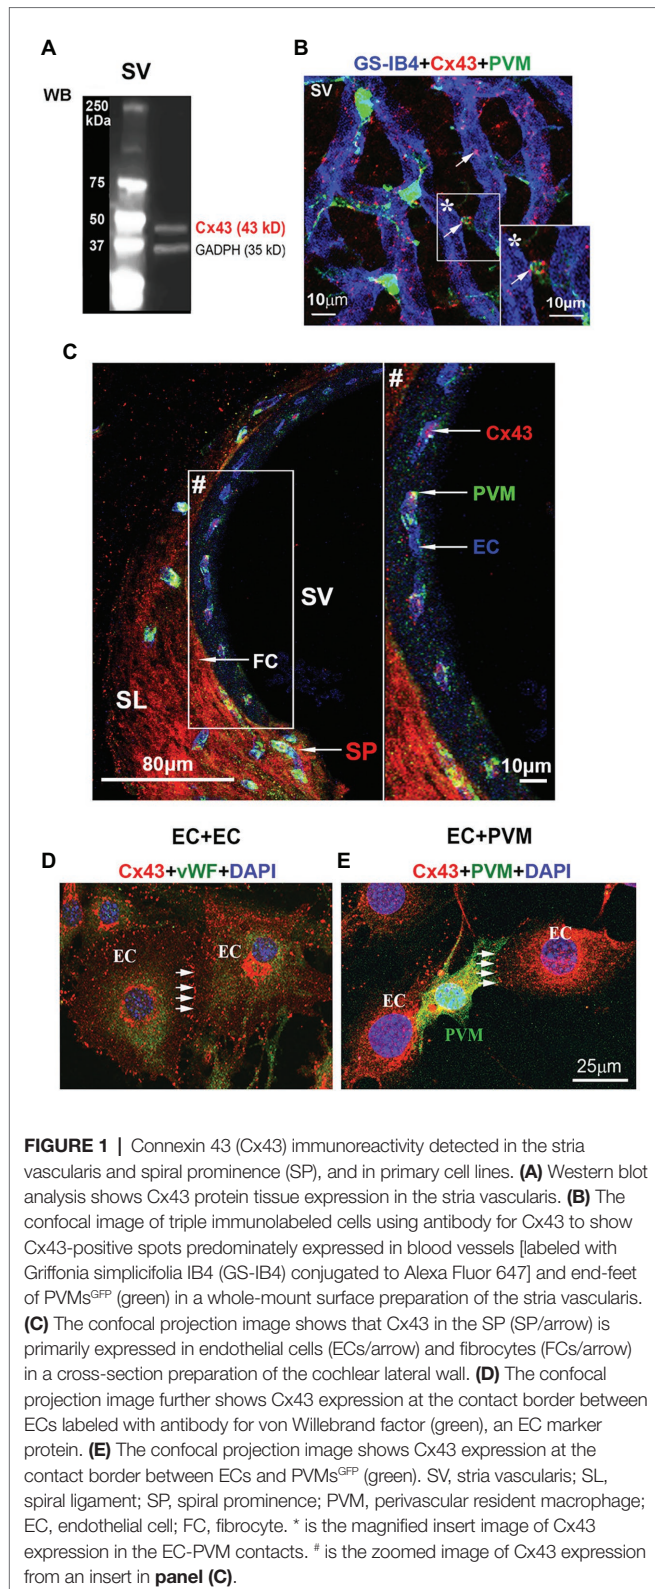 A
SV
WB
250
kDa
75
50
37
Cx43 (43 kD)
GADPH (35 kD)
B
GS-IB4+Cx43+PVM
SV
*
*
10μm
10μm
C
#
#
Cx43
PVM
EC
SV
FC
SL
SP
80μm
10μm
EC+EC
D
Cx43+vWF+DAPI
EC
EC
EC+PVM
E
Cx43+PVM+DAPI
EC
EC
PVM
25μm
FIGURE 1 | Connexin 43 (Cx43) immunoreactivity detected in the stria
vascularis and spiral prominence (SP), and in primary cell lines. (A) Western blot
analysis shows Cx43 protein tissue expression in the stria vascularis. (B) The
confocal image of triple immunolabeled cells using antibody for Cx43 to show
Cx43-positive spots predominately expressed in blood vessels [labeled with
Griffonia simplicifolia IB4 (GS-IB4) conjugated to Alexa Fluor 647] and end-feet
of PVMsGFP (green) in a whole-mount surface preparation of the stria vascularis.
(C) The confocal projection image shows that Cx43 in the SP (SP/arrow) is
primarily expressed in endothelial cells (ECs/arrow) and fibrocytes (FCs/arrow)
in a cross-section preparation of the cochlear lateral wall. (D) The confocal
projection image further shows Cx43 expression at the contact border between
ECs labeled with antibody for von Willebrand factor (green), an EC marker
protein. (E) The confocal projection image shows Cx43 expression at the
contact border between ECs and PVMsGFP (green). SV, stria vascularis; SL,
spiral ligament; SP, spiral prominence; PVM, perivascular resident macrophage;
EC, endothelial cell; FC, fibrocyte. * is the magnified insert image of Cx43
expression in the EC-PVM contacts. # is the zoomed image of Cx43 expression
from an insert in panel (C).